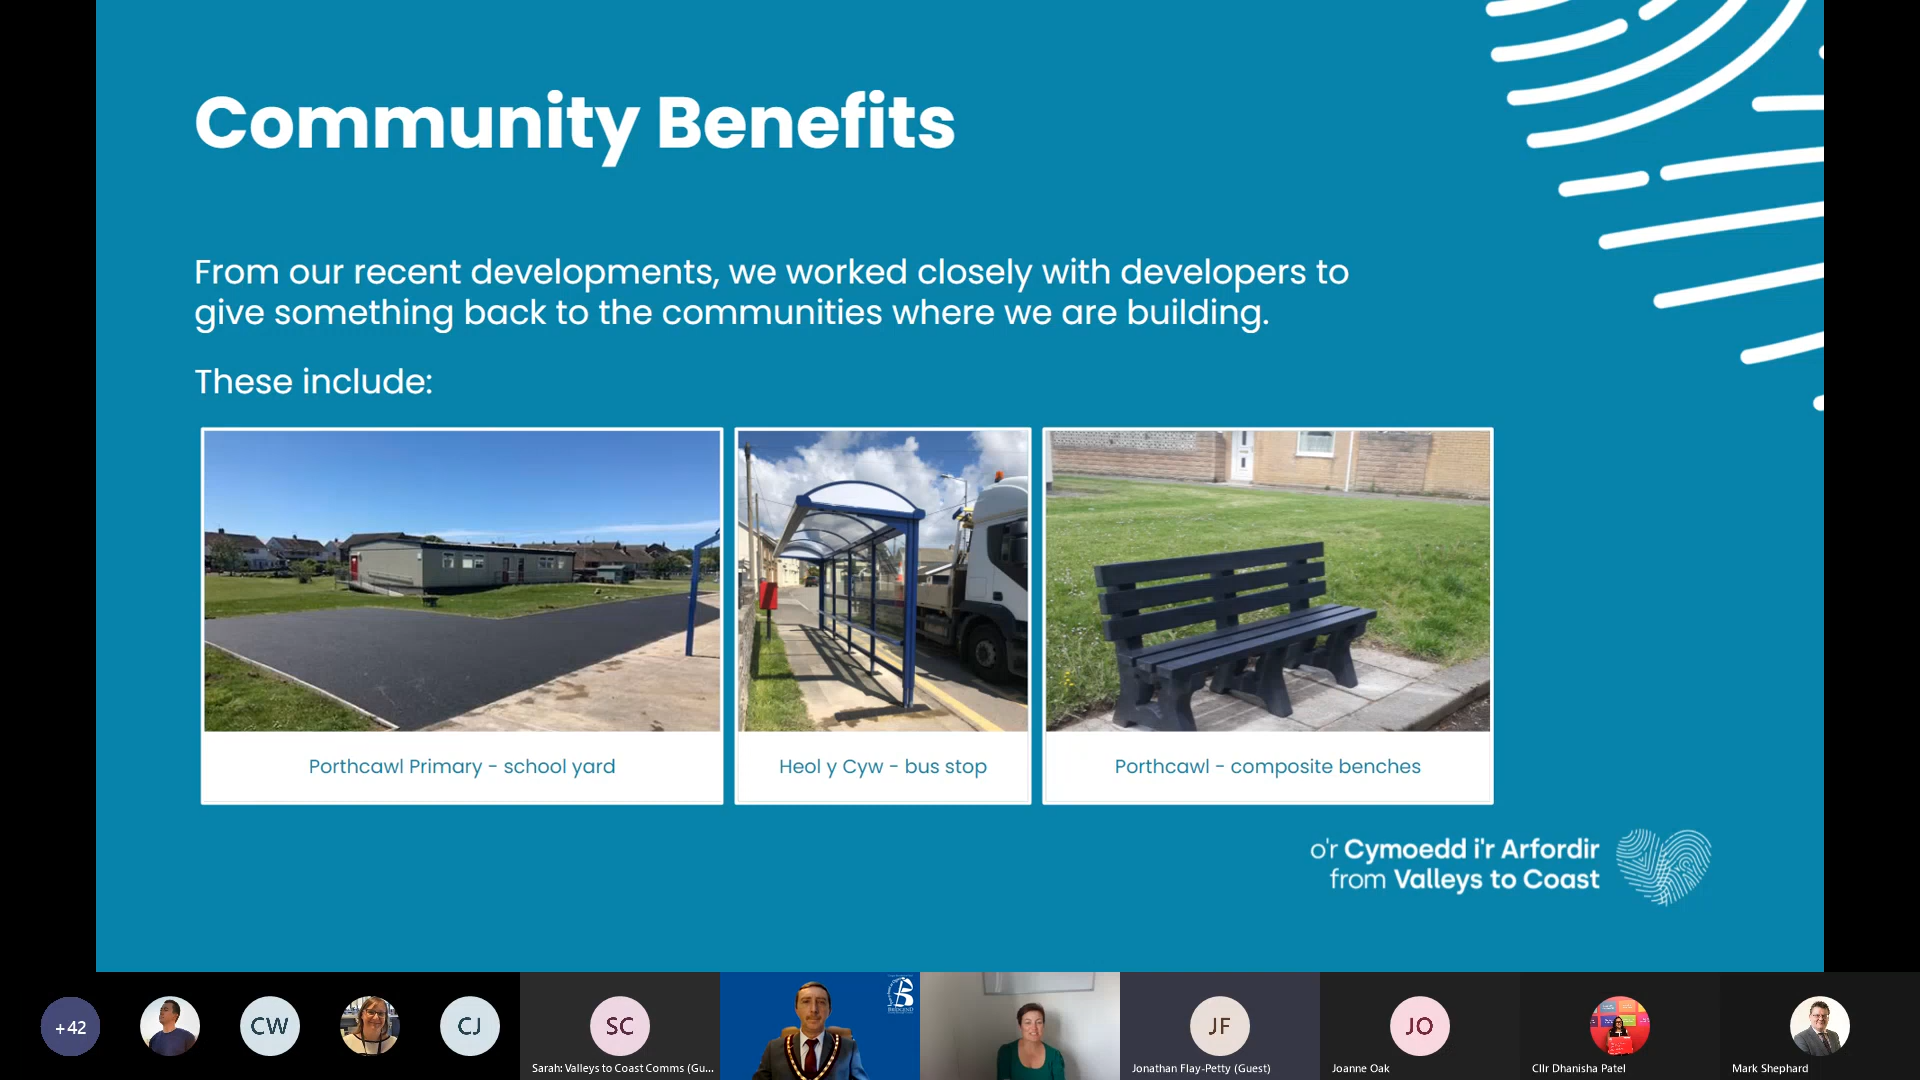 Community Benefits
From our recent developments, we worked closely with developers to
give something back to the communities where we are building.
These include:
Porthcawl Primary - school yard
Heol y Cyw - bus stop
Porthcawl - composite benches
o'r Cymoedd i'r Arfordir
from Valleys to Coast
+42
CW
CJ
SC
Sarah: Valleys to Coast Comms (Gu...
B
BRIDGEND
JF
Jonathan Flay-Petty (Guest)
JO
Joanne Oak
Cllr Dhanisha Patel
Mark Shephard